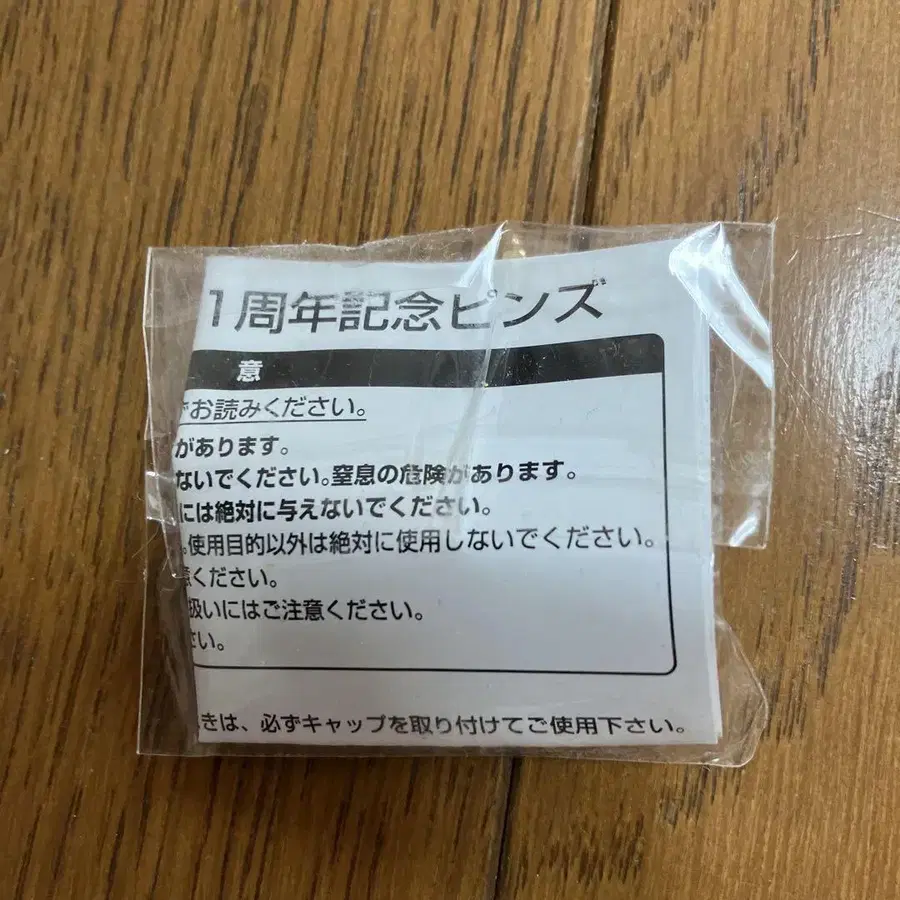 1周年記念ピンズ
意
お読みください。
があります。
ないでください。窒息の危険があります。
には絶対に与えないでください。
。使用目的以外は絶対に使用しないでください。
ください。
扱いにはご注意ください。
さい。
きは、必ずキャップを取り付けてご使用下さい。